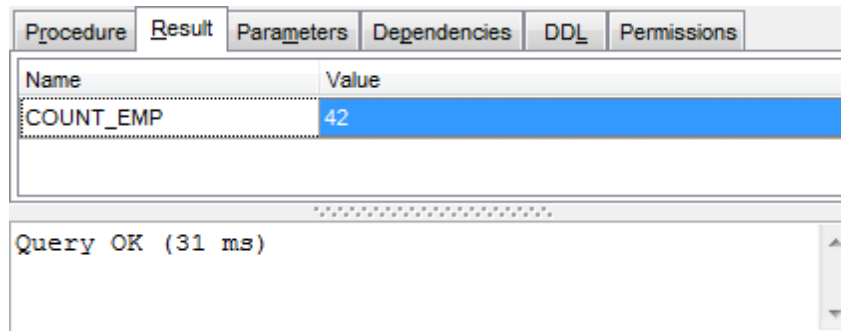 Procedure Result Parameters Dependencies DDL Permissions
Name Value
COUNT_EMP 42
Query OK (31 ms)